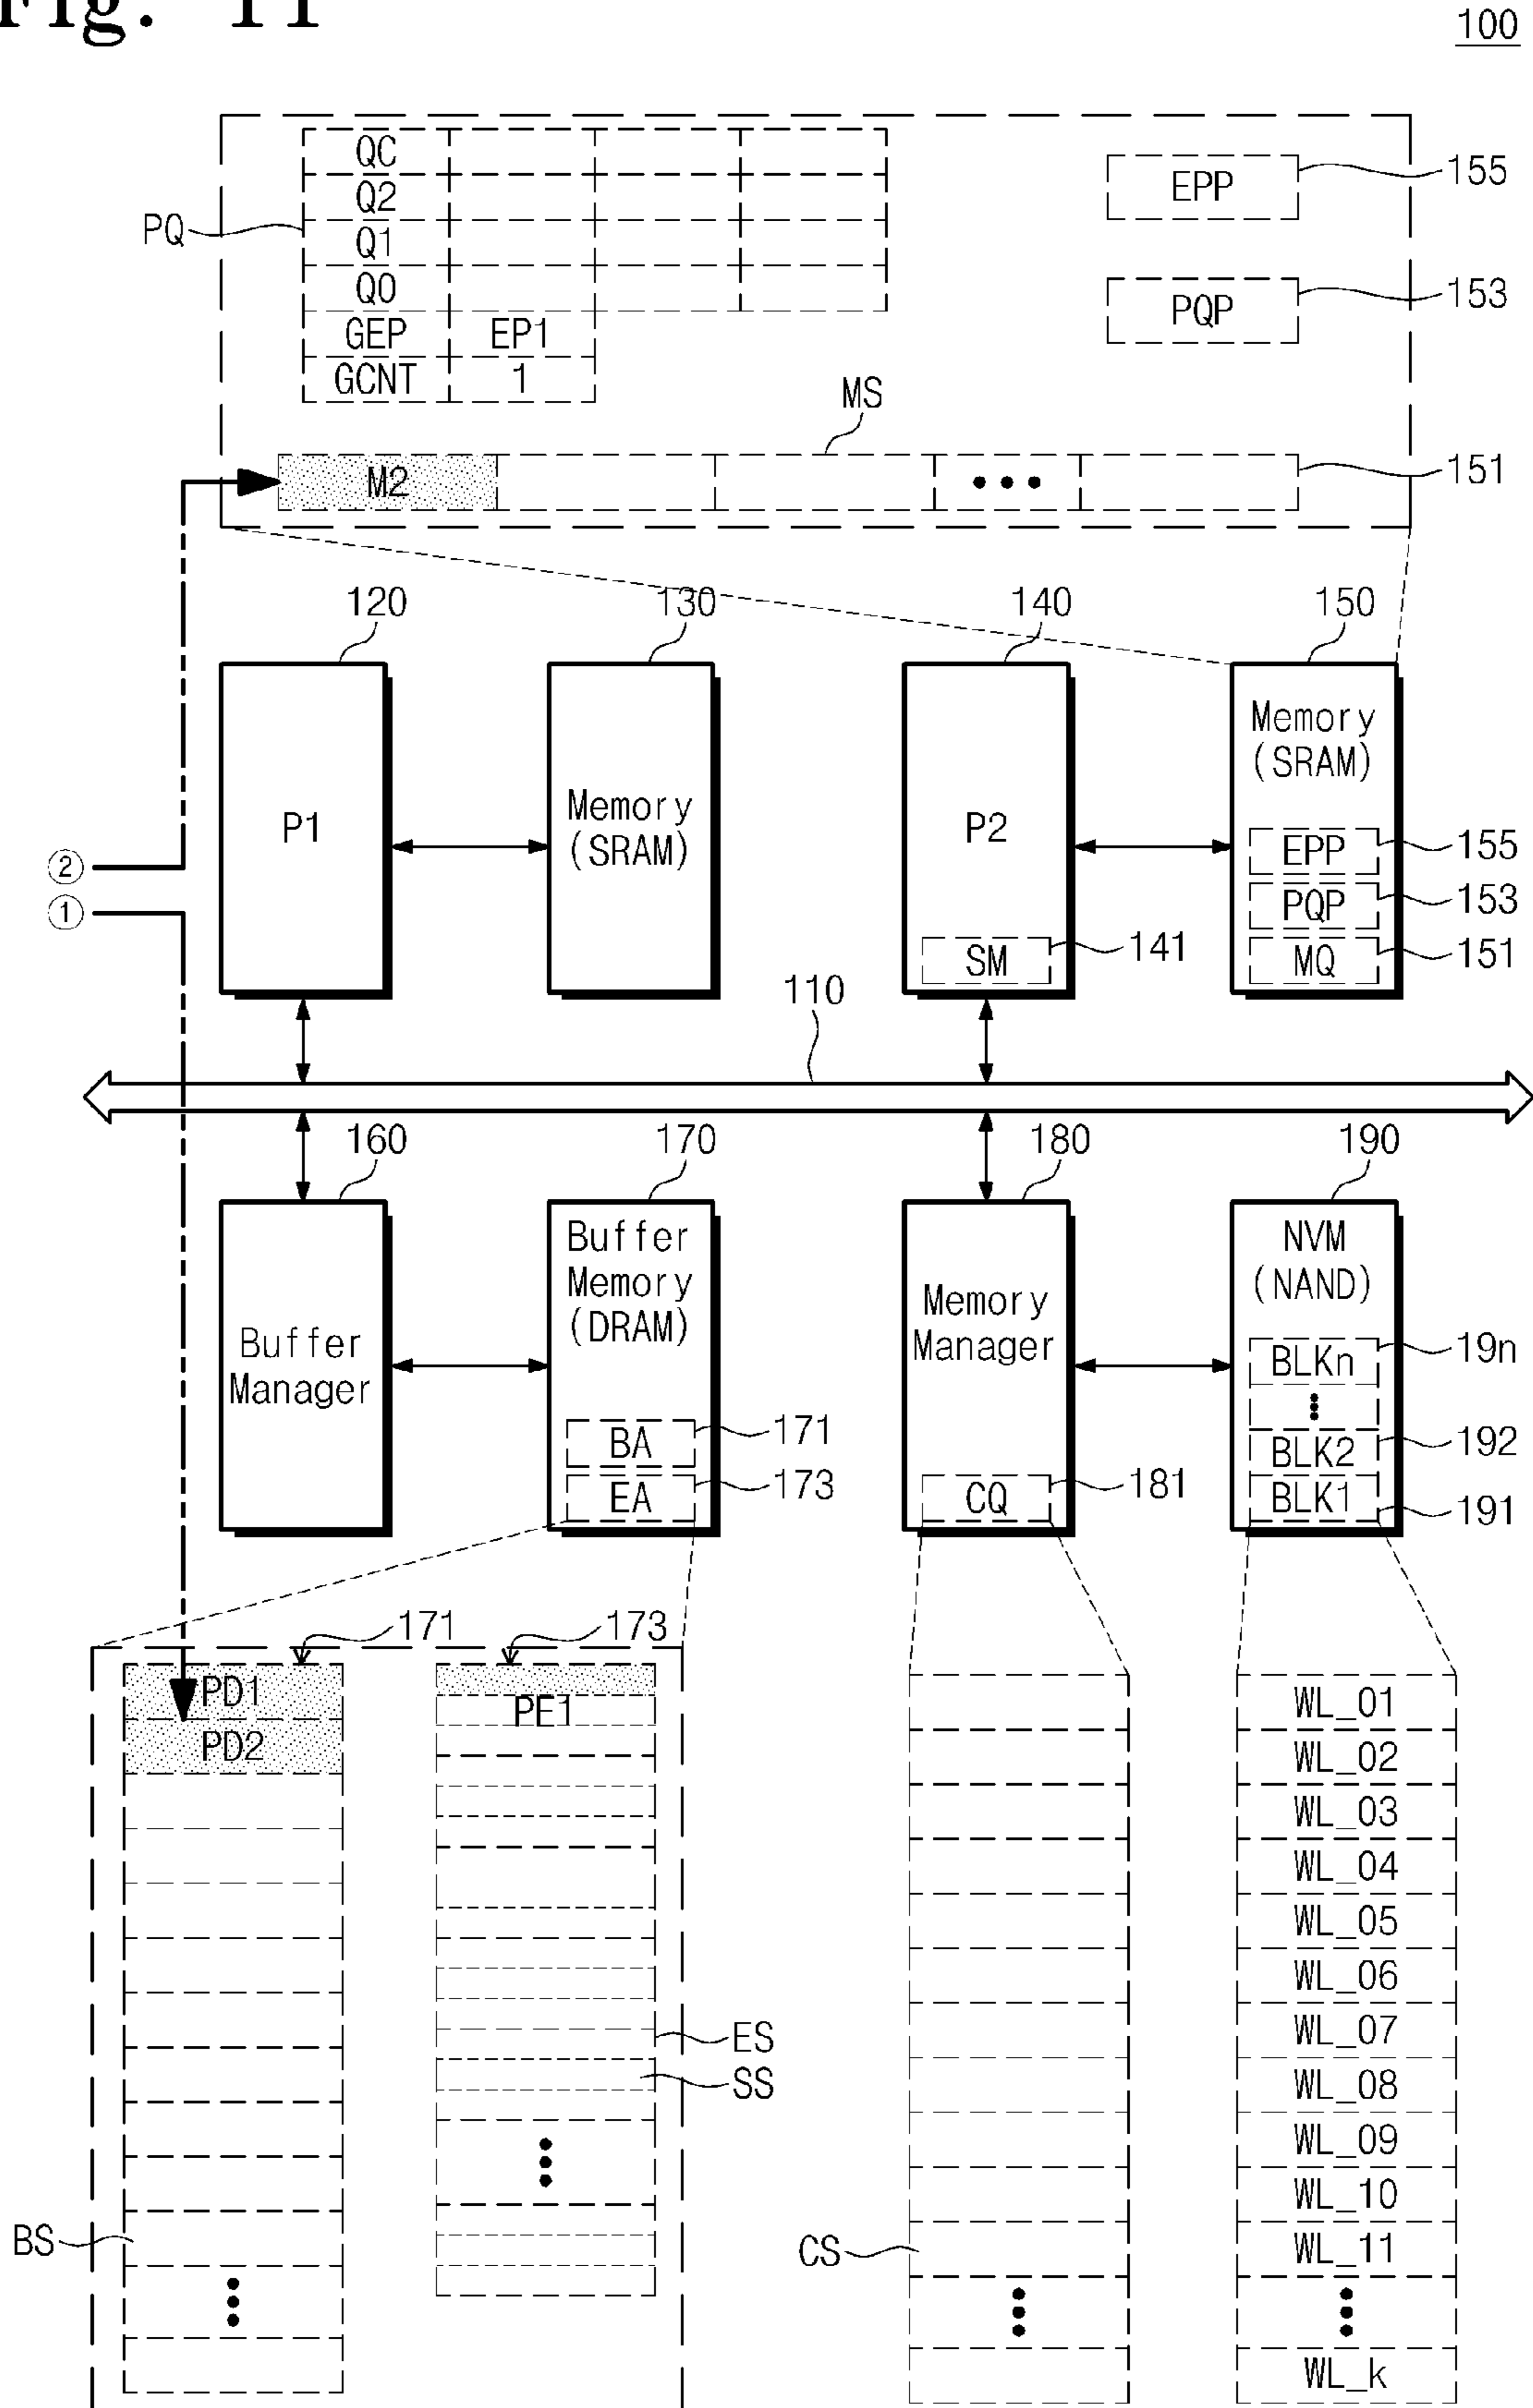 Fig. 11
100
QC
Q2
PQ
Q1
Q0
GEP EP1
GCNT 1
EPP
155
PQP
153
MS
M2
151
120
130
140
150
P1
Memory
(SRAM)
P2
SM
141
Memory
(SRAM)
EPP
155
PQP
153
MQ
151
②
①
110
160
170
180
190
Buffer
Manager
Buffer
Memory
(DRAM)
BA
171
EA
173
Memory
Manager
CQ
181
NVM
(NAND)
BLKn
19n
BLK2
192
BLK1
191
171
173
PD1
PD2
PE1
ES
SS
BS
CS
WL_01
WL_02
WL_03
WL_04
WL_05
WL_06
WL_07
WL_08
WL_09
WL_10
WL_11
WL_k